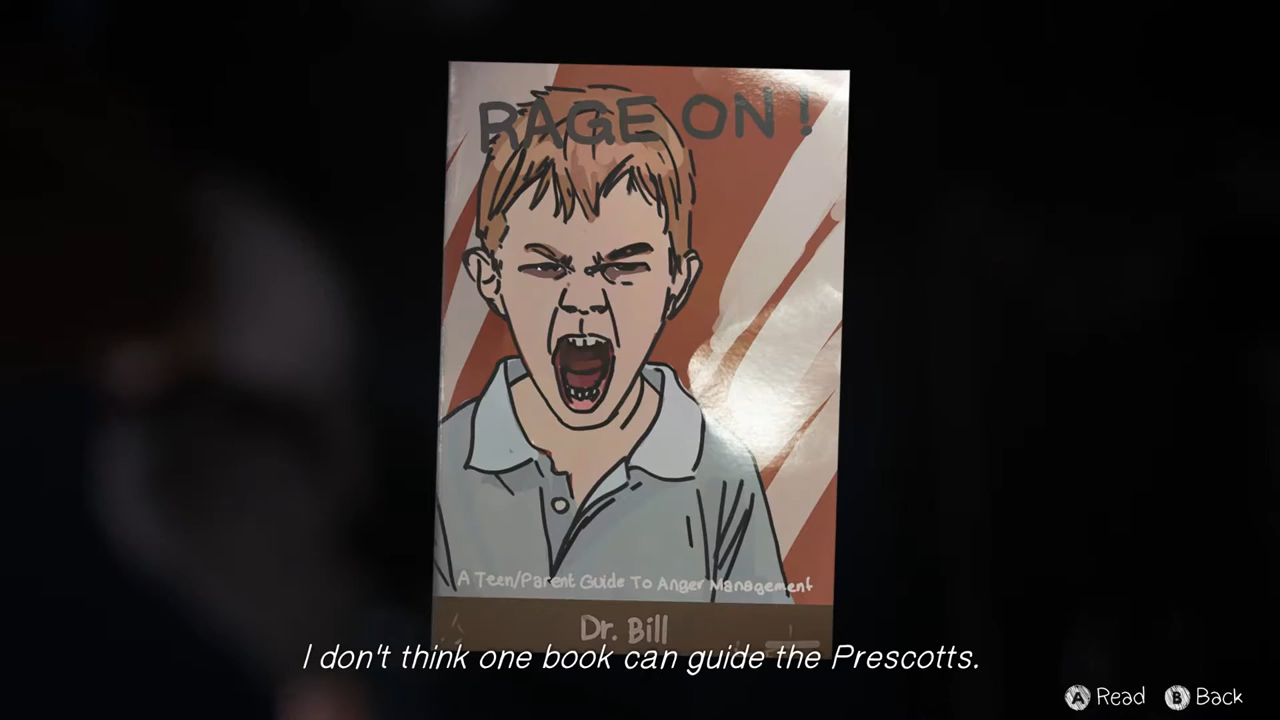 RAGE ON!
A Teen/Parent Guide To Anger Management
Dr. Bill
I don't think one book can guide the Prescotts.
A Read B Back